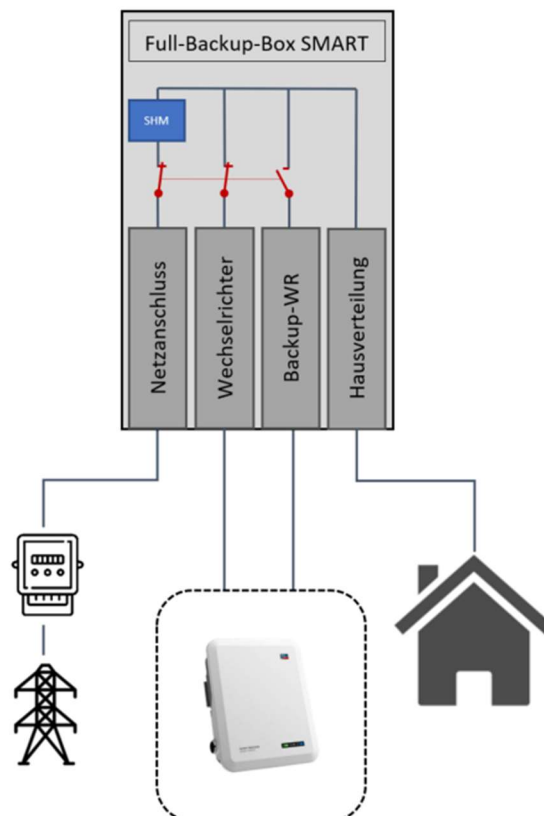 Full-Backup-Box SMART
SHM
Netzanschluss
Wechselrichter
Backup-WR
Hausverteilung